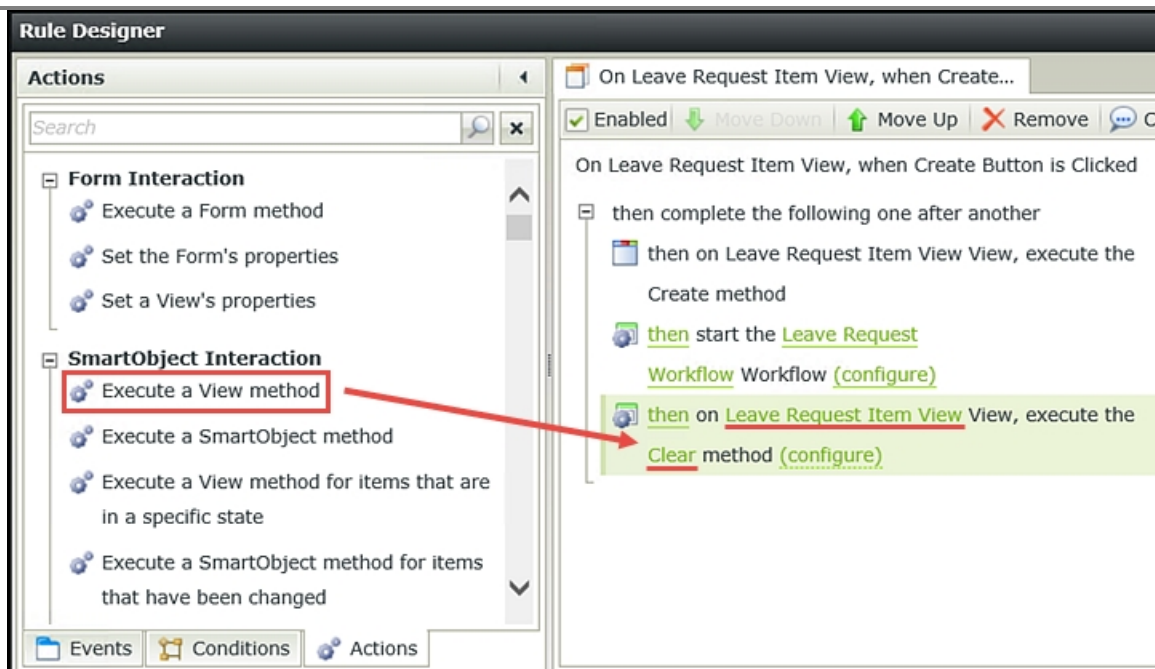 Rule Designer
Actions
Search
Form Interaction
Execute a Form method
Set the Form's properties
Set a View's properties
SmartObject Interaction
Execute a View method
Execute a SmartObject method
Execute a View method for items that are
in a specific state
Execute a SmartObject method for items
that have been changed
Events
Conditions
Actions
On Leave Request Item View, when Create...
Enabled
Move Down
Move Up
Remove
On Leave Request Item View, when Create Button is Clicked
then complete the following one after another
then on Leave Request Item View View, execute the
Create method
then start the Leave Request
Workflow Workflow (configure)
then on Leave Request Item View View, execute the
Clear method (configure)